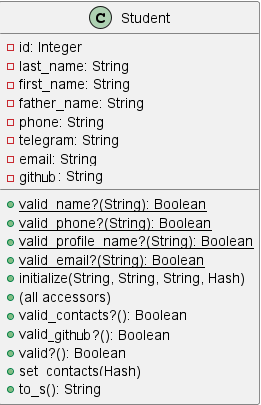 C Student
id: Integer
last_name: String
first_name: String
father_name: String
phone: String
telegram: String
email: String
github: String
valid_name?(String): Boolean
valid_phone?(String): Boolean
valid_profile_name?(String): Boolean
valid_email?(String): Boolean
initialize(String, String, String, Hash)
(all accessors)
valid_contacts?(): Boolean
valid_github?(): Boolean
valid?(): Boolean
set_contacts(Hash)
to_s(): String